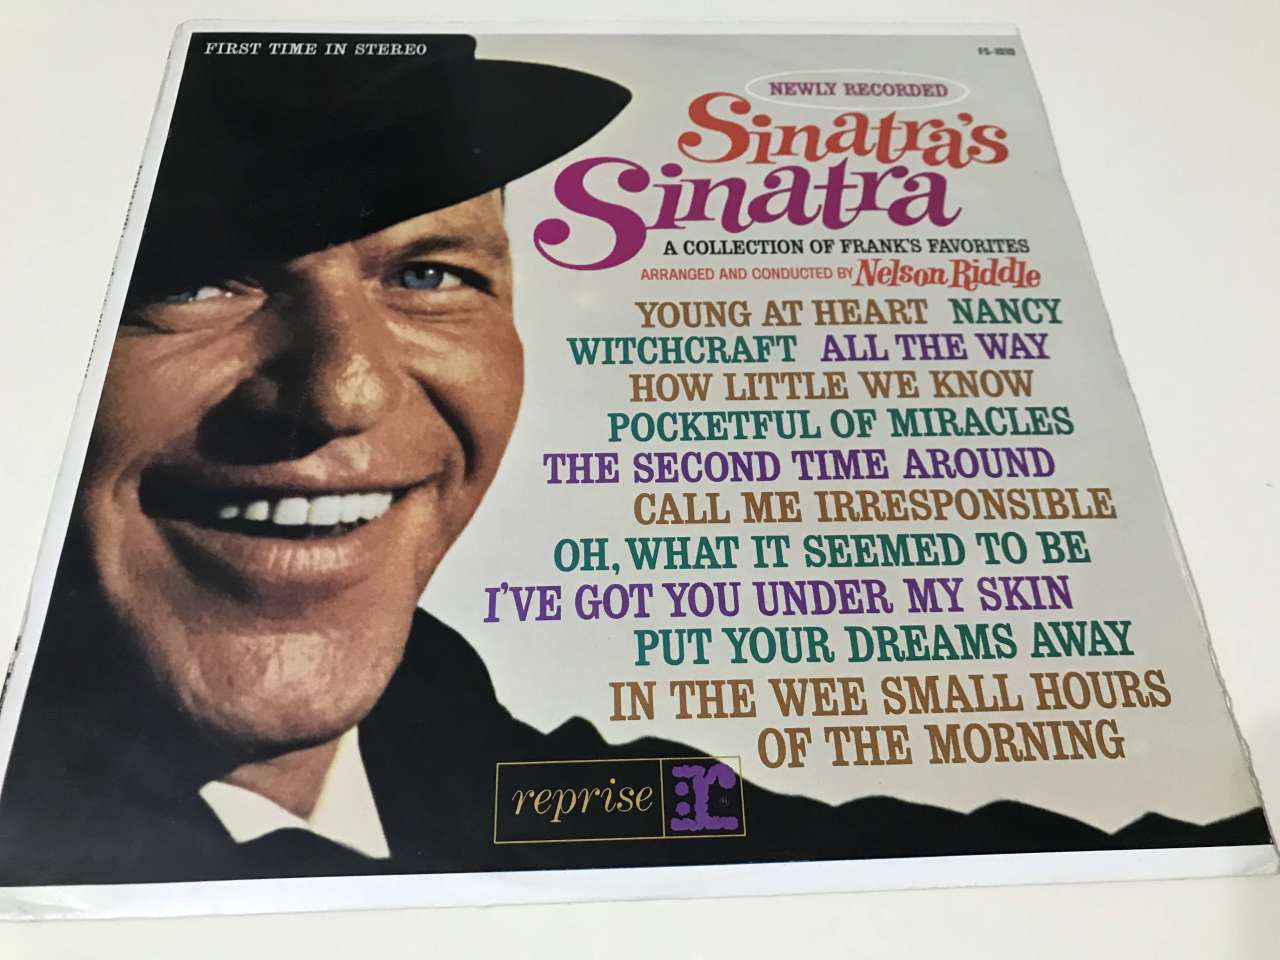 FIRST TIME IN STEREO
NEWLY RECORDED
Sinatra's
Sinatra
A COLLECTION OF FRANK'S FAVORITES
ARRANGED AND CONDUCTED BY Nelson Riddle
YOUNG AT HEART NANCY
WITCHCRAFT ALL THE WAY
HOW LITTLE WE KNOW
POCKETFUL OF MIRACLES
THE SECOND TIME AROUND
CALL ME IRRESPONSIBLE
OH, WHAT IT SEEMED TO BE
I'VE GOT YOU UNDER MY SKIN
PUT YOUR DREAMS AWAY
IN THE WEE SMALL HOURS
OF THE MORNING
reprise r